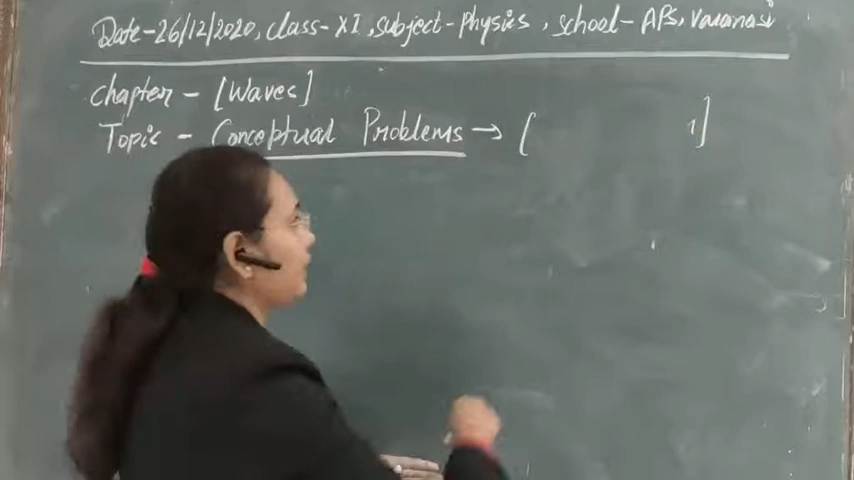 Date-26/12/2020, class-XI, subject-Physics, school-APS, Varanasi
Chapter - [Waves]
Topic - Conceptual Problems → [ 1]